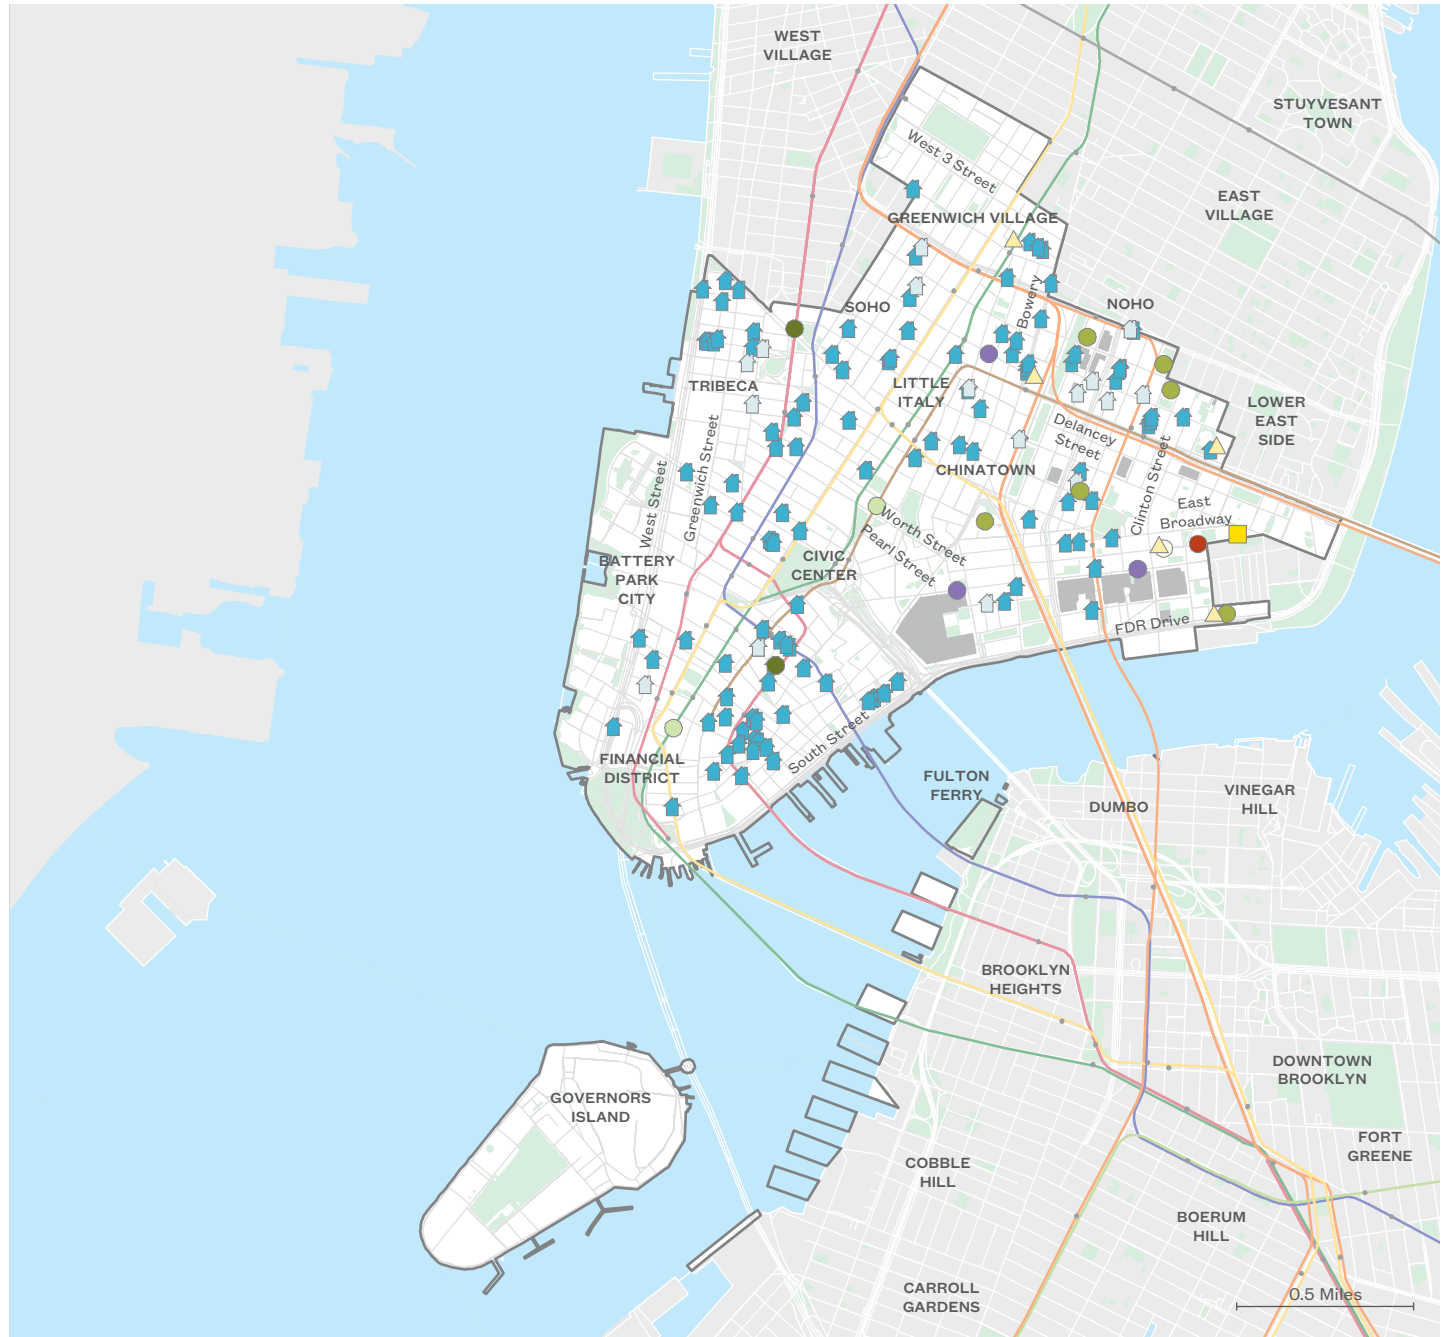 WEST
VILLAGE
STUYVESANT
TOWN
West 3 Street
EAST
VILLAGE
GREENWICH VILLAGE
SOHO
Bowery
NOHO
TRIBECA
LITTLE
ITALY
LOWER
EAST
SIDE
Delancey
Street
Greenwich Street
West Street
CHINATOWN
Clinton Street
East
Broadway
Worth Street
Pearl Street
CIVIC
CENTER
BATTERY
PARK
CITY
FDR Drive
South Street
FINANCIAL
DISTRICT
FULTON
FERRY
DUMBO
VINEGAR
HILL
BROOKLYN
HEIGHTS
DOWNTOWN
BROOKLYN
GOVERNORS
ISLAND
FORT
GREENE
COBBLE
HILL
BOERUM
HILL
CARROLL
GARDENS
0.5 Miles